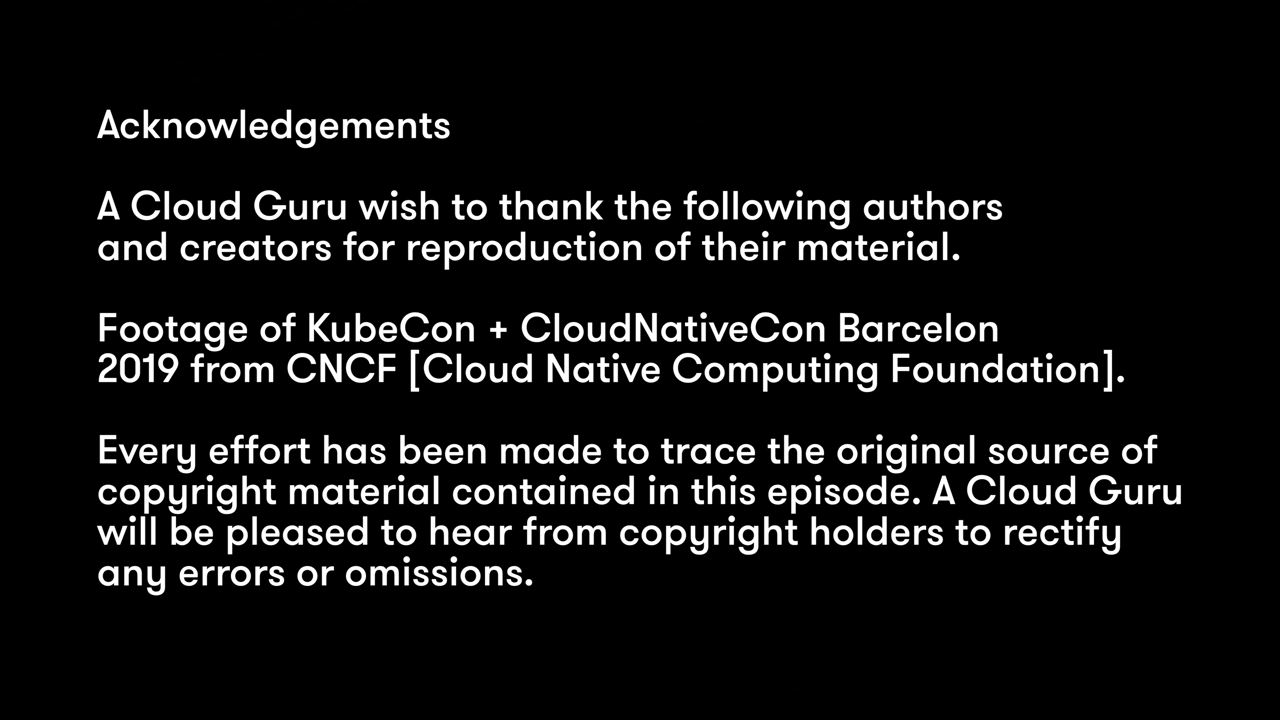 Acknowledgements
A Cloud Guru wish to thank the following authors
and creators for reproduction of their material.
Footage of KubeCon + CloudNativeCon Barcelon
2019 from CNCF [Cloud Native Computing Foundation].
Every effort has been made to trace the original source of
copyright material contained in this episode. A Cloud Guru
will be pleased to hear from copyright holders to rectify
any errors or omissions.